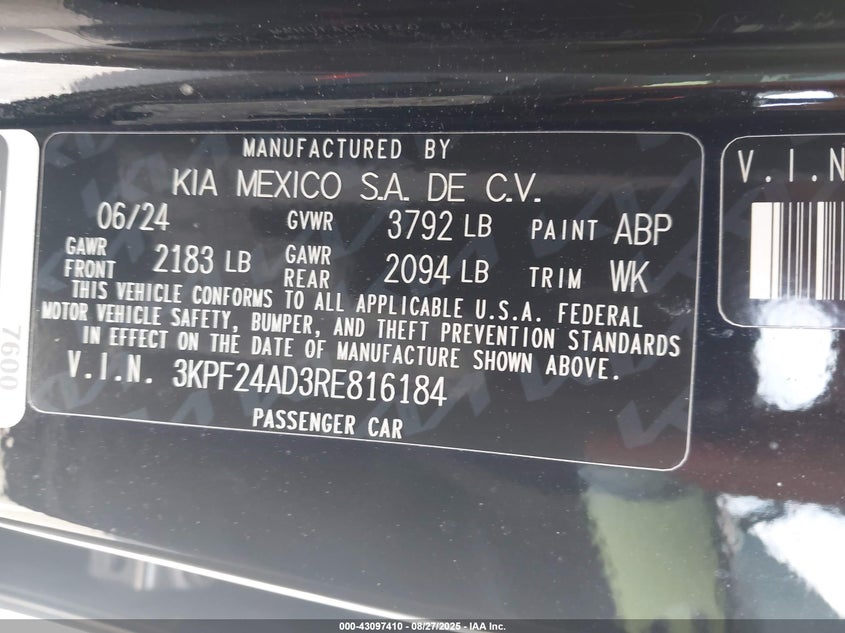 MANUFACTURED BY
KIA MEXICO S.A. DE C.V.
06/24 GVWR 3792 LB PAINT ABP
GAWR FRONT 2183 LB GAWR REAR 2094 LB TRIM WK
THIS VEHICLE CONFORMS TO ALL APPLICABLE U.S.A. FEDERAL
MOTOR VEHICLE SAFETY, BUMPER, AND THEFT PREVENTION STANDARDS
IN EFFECT ON THE DATE OF MANUFACTURE SHOWN ABOVE.
V.I.N. 3KPF24AD3RE816184
PASSENGER CAR
V.I.N
7600
000-43097410 - 08/27/2025 - IAA Inc.